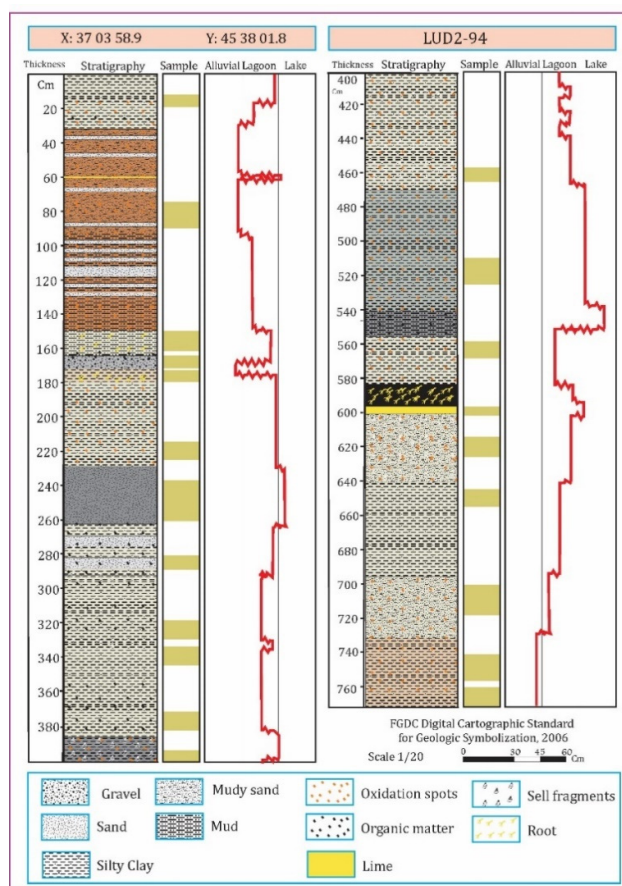 X: 37 03 58.9 Y: 45 38 01.8
Thickness Stratigraphy Sample Alluvial Lagoon Lake
Cm
20
40
60
80
100
120
140
160
180
200
220
240
260
300
320
340
360
380
LUD2-94
Thickness Stratigraphy Sample Alluvial Lagoon Lake
400
Cm
420
460
480
500
520
540
560
580
600
620
640
660
680
700
720
740
760
FGDC Digital Cartographic Standard
for Geologic Symbolization, 2006
Scale 1/20
0 30 45 60
Cm
Gravel Mudy sand Oxidation spots Sell fragments
Sand Mud Organic matter Root
Silty Clay Lime